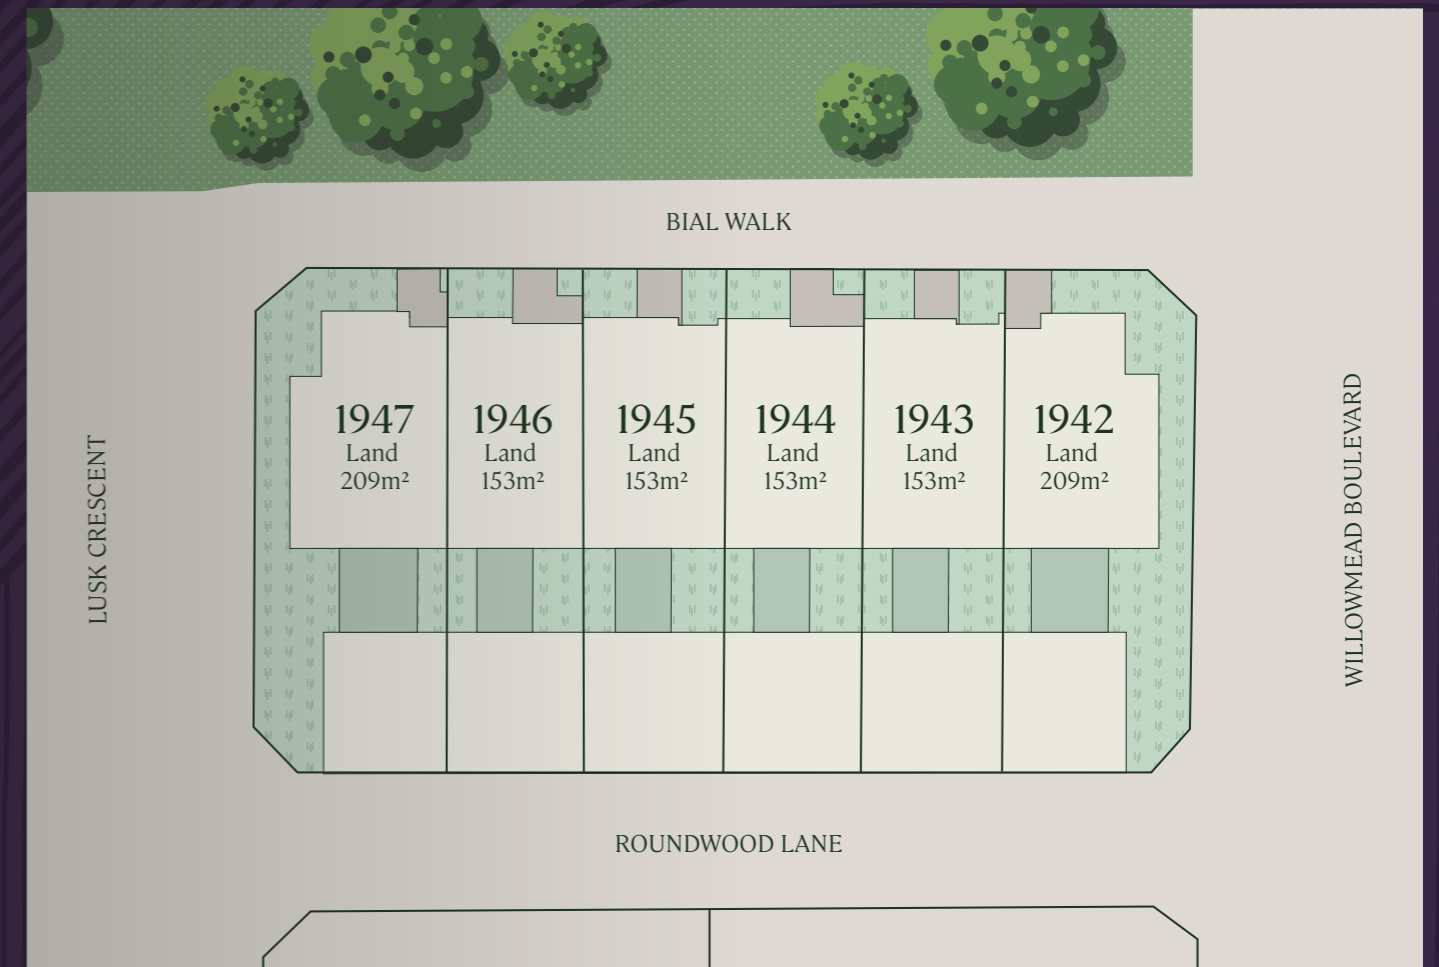 BIAL WALK
1947
Land
209m²
1946
Land
153m²
1945
Land
153m²
1944
Land
153m²
1943
Land
153m²
1942
Land
209m²
LUSK CRESCENT
WILLOWMEAD BOULEVARD
ROUNDWOOD LANE